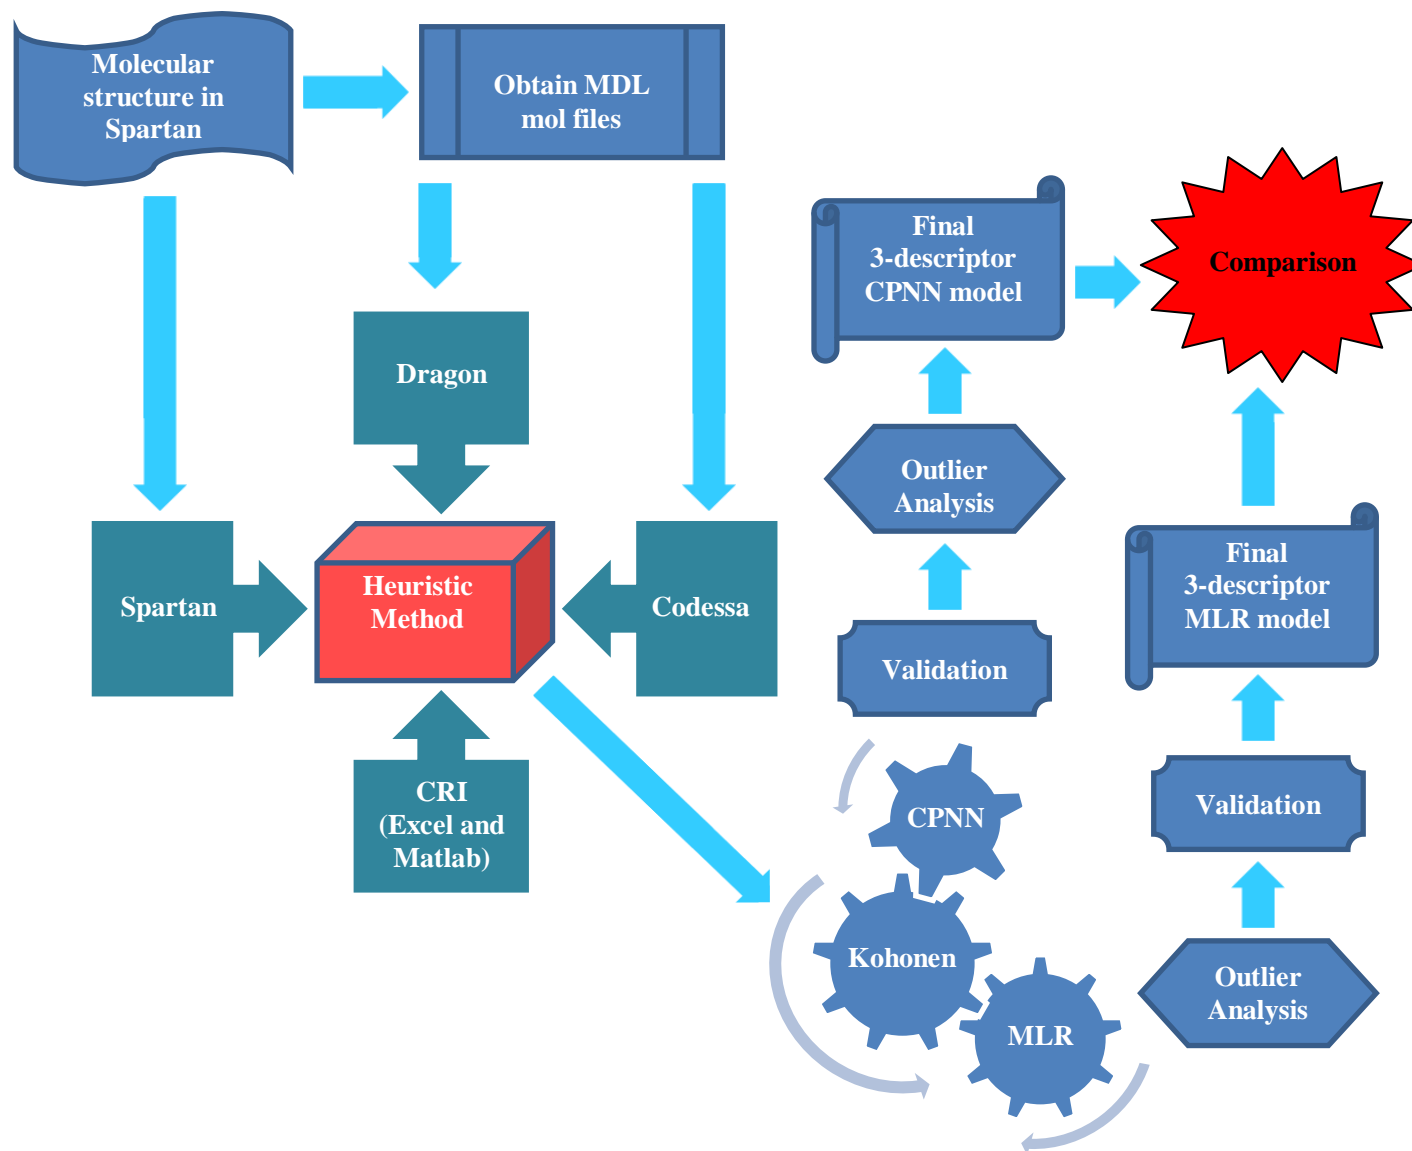 Molecular
structure in
Spartan
Obtain MDL
mol files
Dragon
Spartan
Heuristic
Method
Codessa
CRI
(Excel and
Matlab)
CPNN
Kohonen
MLR
Validation
Outlier
Analysis
Final
3-descriptor
CPNN model
Outlier
Analysis
Validation
Final
3-descriptor
MLR model
Comparison